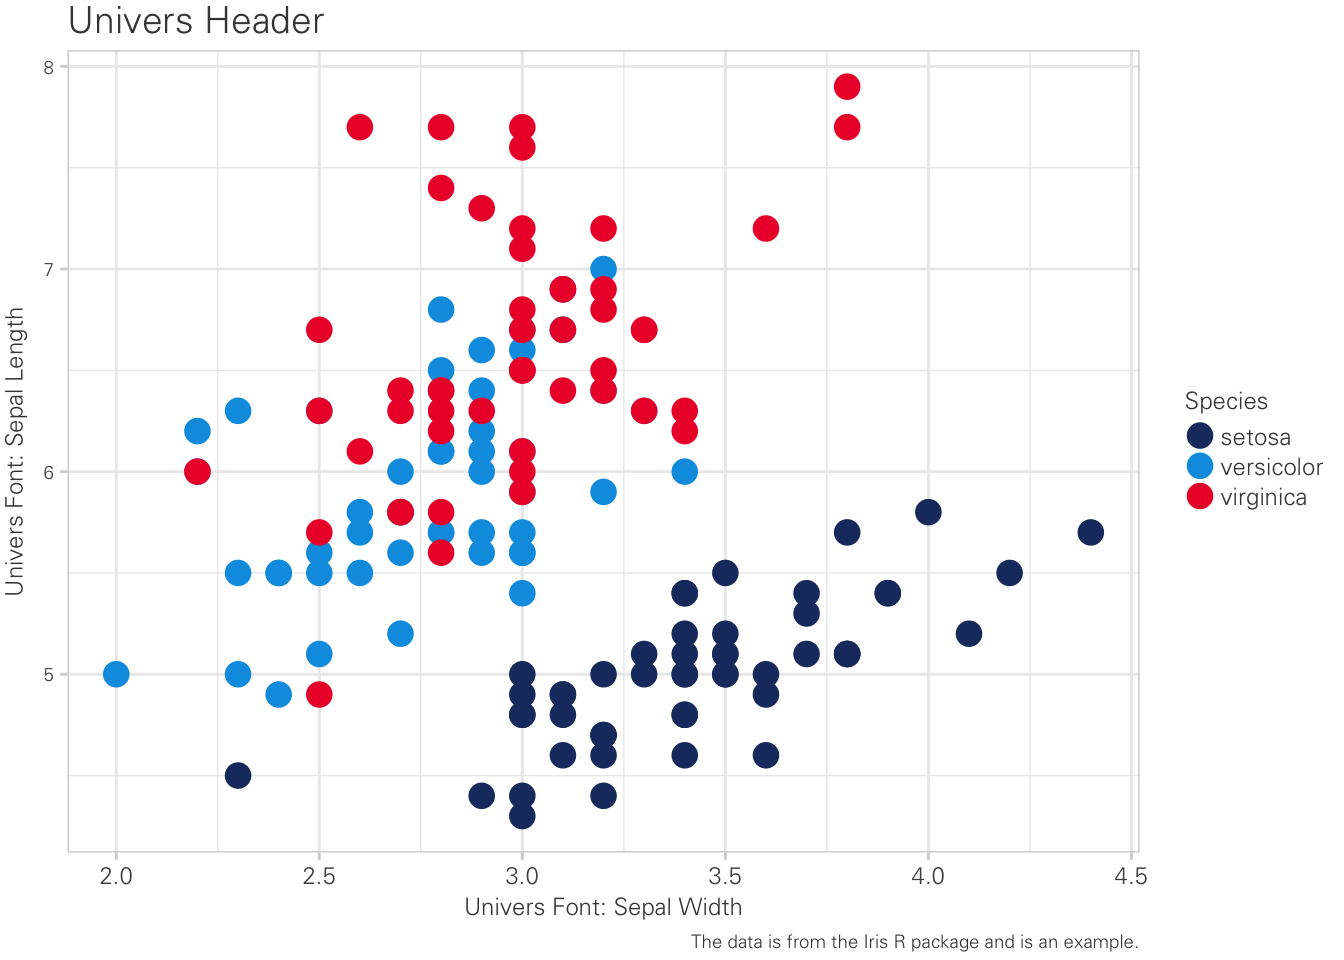 Univers Header
8
7
6
5
Univers Font: Sepal Length
2.0 2.5 3.0 3.5 4.0 4.5
Univers Font: Sepal Width
Species
setosa
versicolor
virginica
The data is from the Iris R package and is an example.